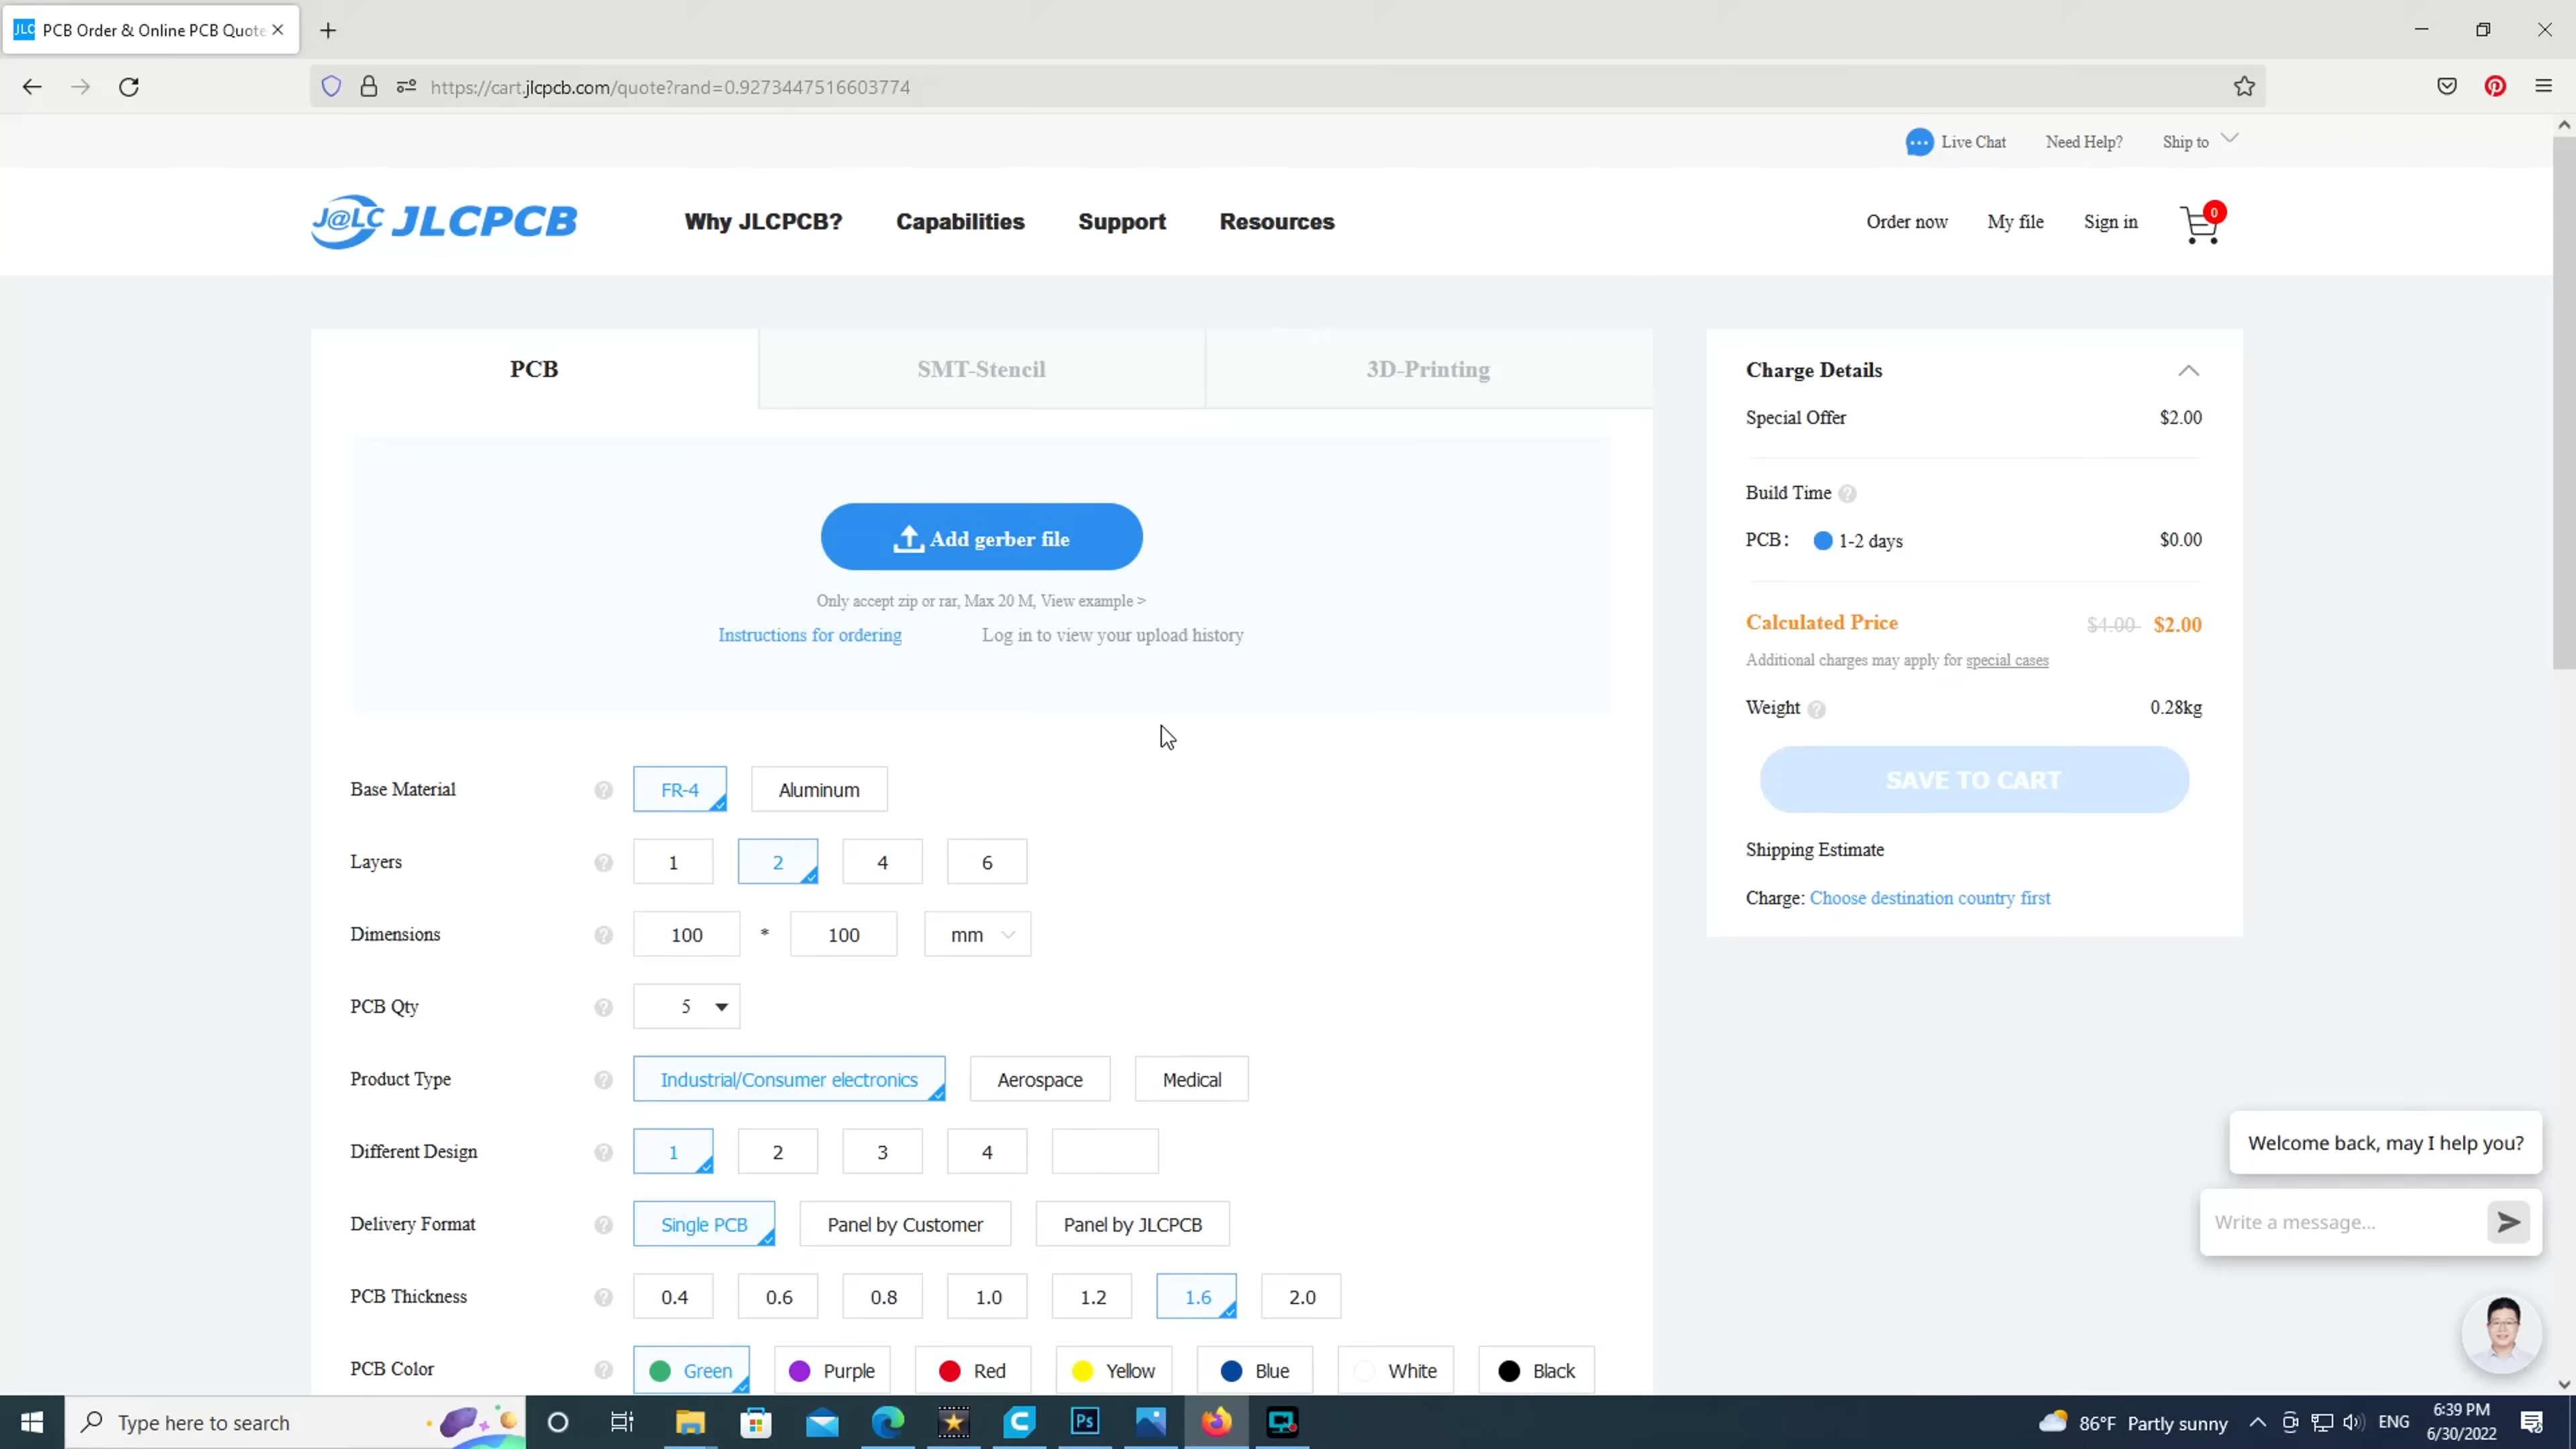 JLC PCB Order & Online PCB Quote
https://cart.jlcpcb.com/quote?rand=0.9273447516603774
Live Chat Need Help? Ship to
J@LC JLCPCB Why JLCPCB? Capabilities Support Resources Order now My file Sign in 0
PCB SMT-Stencil 3D-Printing
Add gerber file
Only accept zip or rar, Max 20 M, View example >
Instructions for ordering Log in to view your upload history
Base Material ? FR-4 Aluminum
Layers ? 1 2 4 6
Dimensions ? 100 * 100 mm
PCB Qty ? 5
Product Type ? Industrial/Consumer electronics Aerospace Medical
Different Design ? 1 2 3 4
Delivery Format ? Single PCB Panel by Customer Panel by JLCPCB
PCB Thickness ? 0.4 0.6 0.8 1.0 1.2 1.6 2.0
PCB Color ? Green Purple Red Yellow Blue White Black
Charge Details
Special Offer $2.00
Build Time ?
PCB: 1-2 days $0.00
Calculated Price $4.00 $2.00
Additional charges may apply for special cases
Weight ? 0.28kg
SAVE TO CART
Shipping Estimate
Charge: Choose destination country first
Welcome back, may I help you?
Write a message...
Type here to search
Ps
86°F Partly sunny
ENG
6:39 PM
6/30/2022